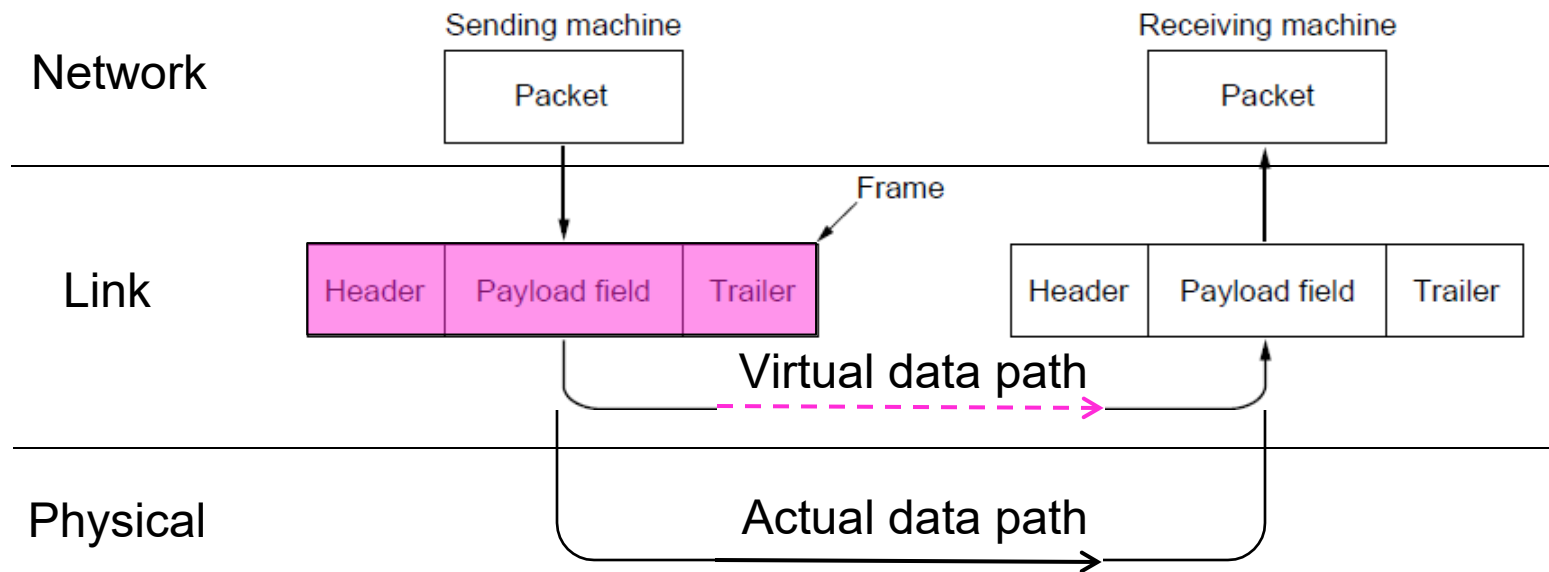 Sending machine
Receiving machine
Network
Packet
Packet
Frame
Link
Header
Payload field
Trailer
Header
Payload field
Trailer
Virtual data path
Physical
Actual data path